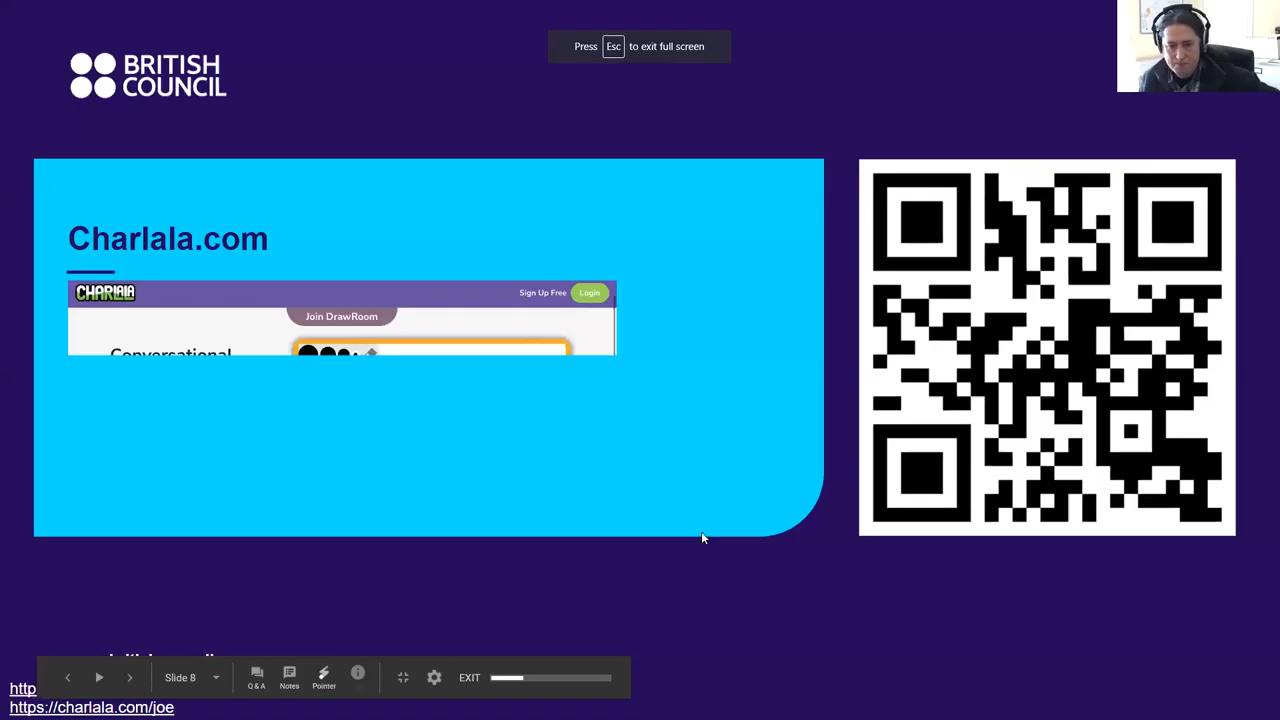 Press Esc to exit full screen
BRITISH
COUNCIL
Charlala.com
CHARLALA
Sign Up Free Login
Join DrawRoom
Conversational
Slide 8
Q & A Notes Pointer
EXIT
http
https://charlala.com/joe